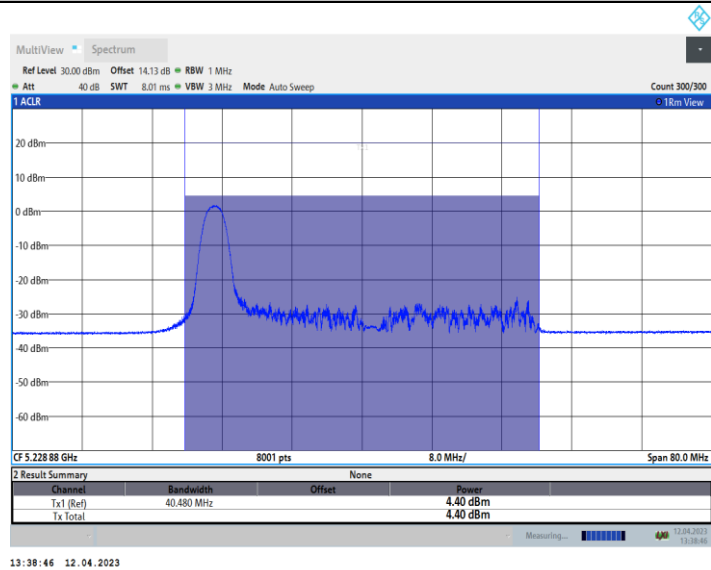 MultiView Spectrum
Ref Level 30.00 dBm Offset 14.13 dB RBW 1 MHz
Att 40 dB SWT 8.01 ms VBW 3 MHz Mode Auto Sweep Count 300/300
1 ACLR 1Rm View
20 dBm
10 dBm
0 dBm
-10 dBm
-20 dBm
-30 dBm
-40 dBm
-50 dBm
-60 dBm
CF 5.228 88 GHz 8001 pts 8.0 MHz/ Span 80.0 MHz
2 Result Summary None
Channel Bandwidth Offset Power
Tx1 (Ref) 40.480 MHz 4.40 dBm
Tx Total 4.40 dBm
Measuring... 12.04.2023
13:38:46
13:38:46 12.04.2023